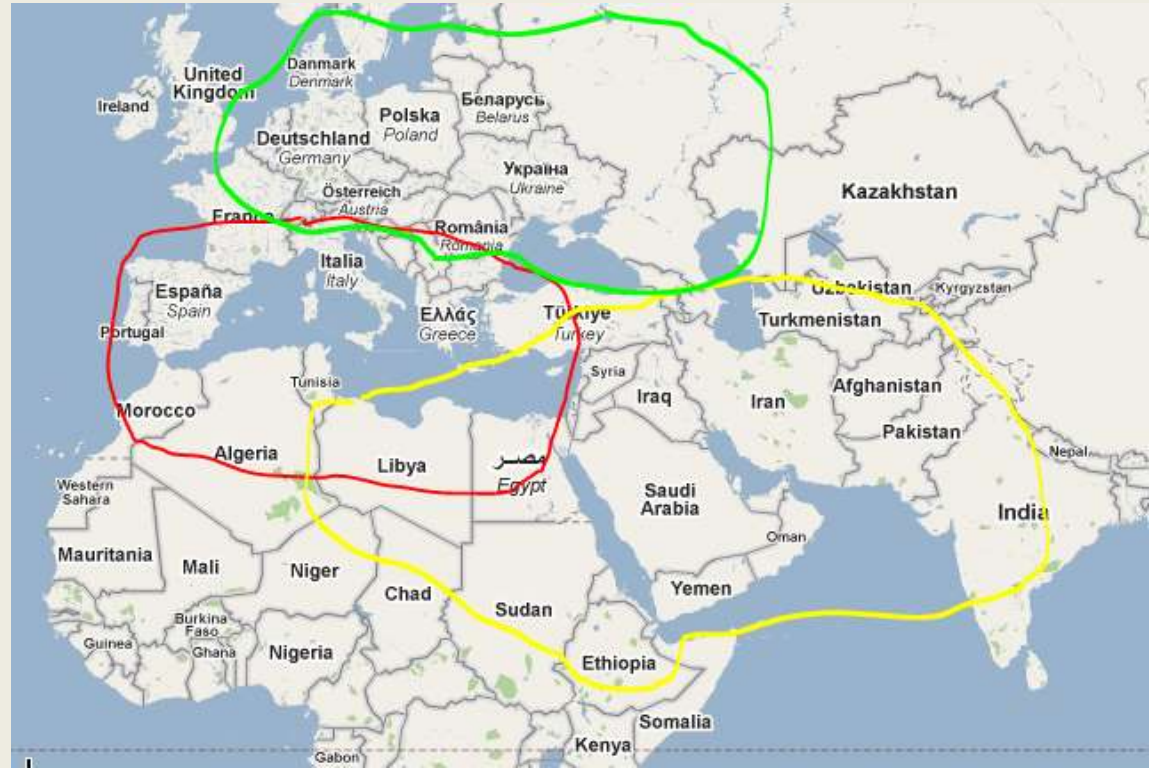 Danmark
Denmark
United
Kingdom
Ireland
Polska
Poland
Беларусь
Belarus
Deutschland
Germany
Україна
Ukraine
Österreich
Austria
Kazakhstan
France
România
Romania
Italia
Italy
España
Spain
Portugal
Ελλάς
Greece
Türkiye
Turkey
Uzbekistan
Kyrgyzstan
Turkmenistan
Tunisia
Syria
Iraq
Iran
Afghanistan
Pakistan
Morocco
Algeria
Libya
مصر
Egypt
Nepal
Western
Sahara
Saudi
Arabia
India
Oman
Mauritania
Mali
Niger
Chad
Sudan
Yemen
Burkina
Faso
Guinea
Ghana
Nigeria
Ethiopia
Somalia
Kenya
Gabon